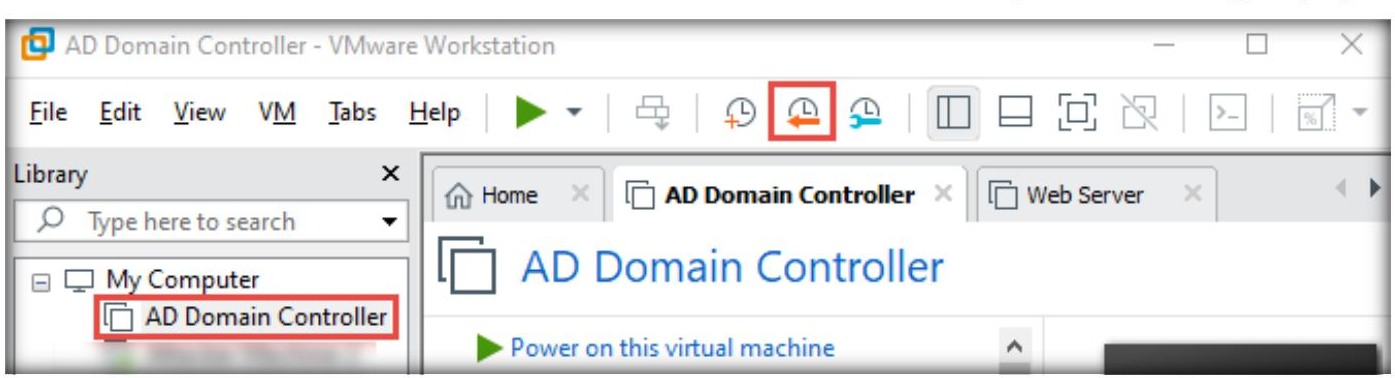 AD Domain Controller - VMware Workstation
File Edit View VM Tabs Help
Library
Home AD Domain Controller Web Server
Type here to search
AD Domain Controller
My Computer
AD Domain Controller
Power on this virtual machine